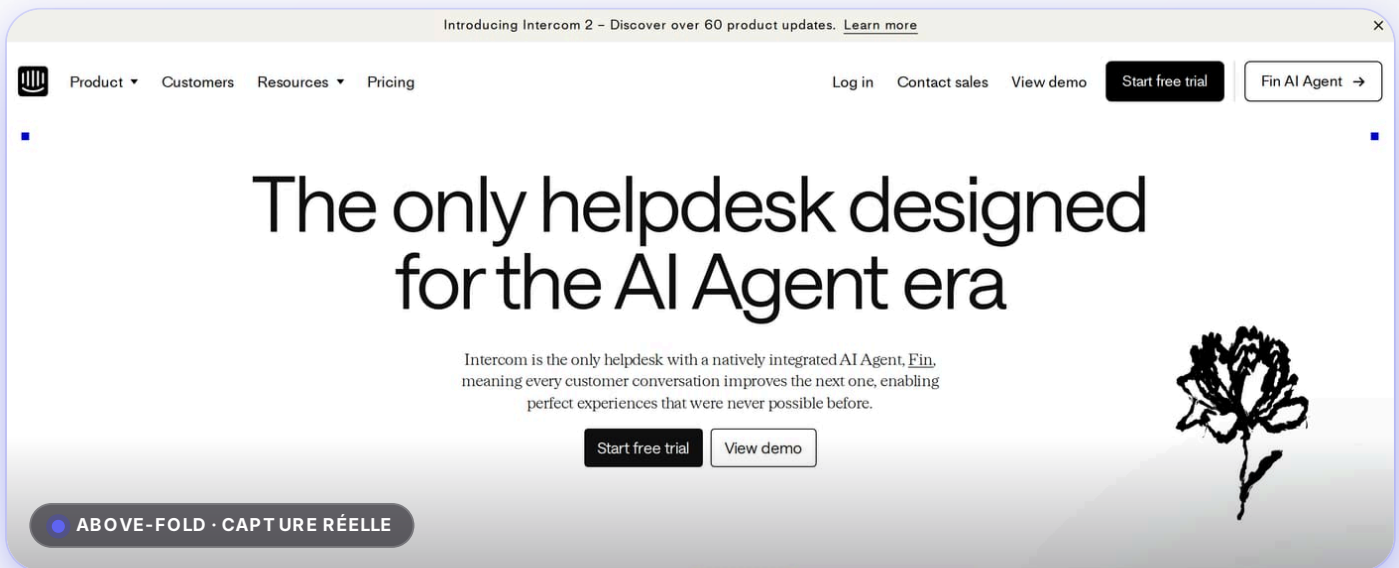 Introducing Intercom 2 – Discover over 60 product updates. Learn more
Product Customers Resources Pricing Log in Contact sales View demo Start free trial Fin AI Agent →
The only helpdesk designed
for the AI Agent era
Intercom is the only helpdesk with a natively integrated AI Agent, Fin,
meaning every customer conversation improves the next one, enabling
perfect experiences that were never possible before.
Start free trial View demo
ABOVE-FOLD · CAPTURE RÉELLE